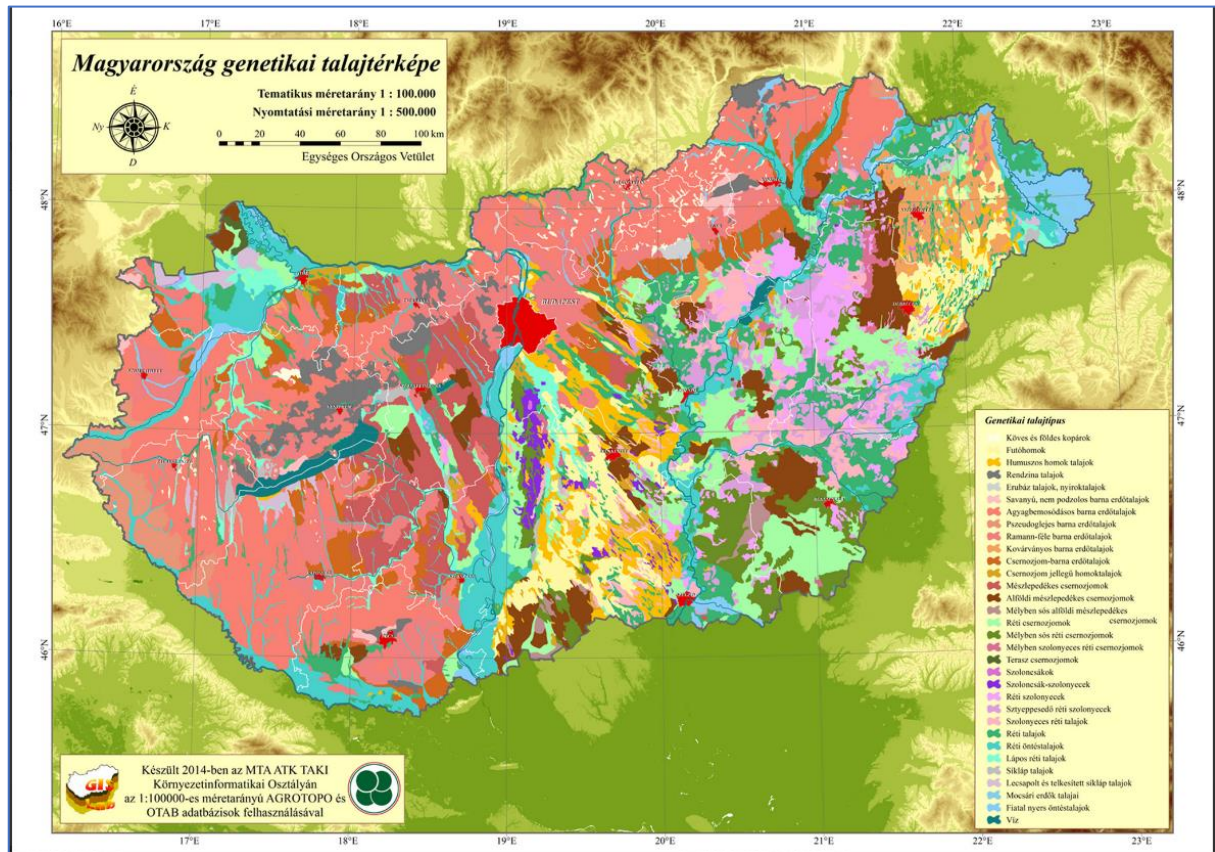 16°E 17°E 18°E 19°E 20°E 21°E 22°E 23°E
Magyarország genetikai talajtérképe
Tematikus méretarány 1 : 100.000
Nyomtatási méretarány 1 : 500.000
É
Ny K
D
0 20 40 60 80 100 km
Egységes Országos Vetület
48°N 48°N
BUDAPEST
47°N 47°N
46°N 46°N
Genetikai talajtípus
Köves és földes kopárok
Futóhomok
Humuszos homok talajok
Rendzina talajok
Erubáz talajok, nyiroktalajok
Savanyú, nem podzolos barna erdőtalajok
Agyagbemosódásos barna erdőtalajok
Pszeudoglejes barna erdőtalajok
Ramann-féle barna erdőtalajok
Kovárványos barna erdőtalajok
Csernozjom-barna erdőtalajok
Csernozjom jellegű homoktalajok
Mészlepedékes csernozjomok
Alföldi mészlepedékes csernozjomok
Mélyben sós alföldi mészlepedékes
csernozjomok
Réti csernozjomok
Mélyben sós réti csernozjomok
Mélyben szolonyeces réti csernozjomok
Terasz csernozjomok
Szoloncsákok
Szoloncsák-szolonyecek
Réti szolonyecek
Sztyeppesedő réti szolonyecek
Szolonyeces réti talajok
Réti talajok
Réti öntéstalajok
Lápos réti talajok
Síkláp talajok
Lecsapolt és telkesített síkláp talajok
Mocsári erdők talajai
Fiatal nyers öntéstalajok
Víz
GIS
Készült 2014-ben az MTA ATK TAKI
Környezetinformatikai Osztályán
az 1:100000-es méretarányú AGROTOPO és
OTAB adatbázisok felhasználásával
17°E 18°E 19°E 20°E 21°E 22°E